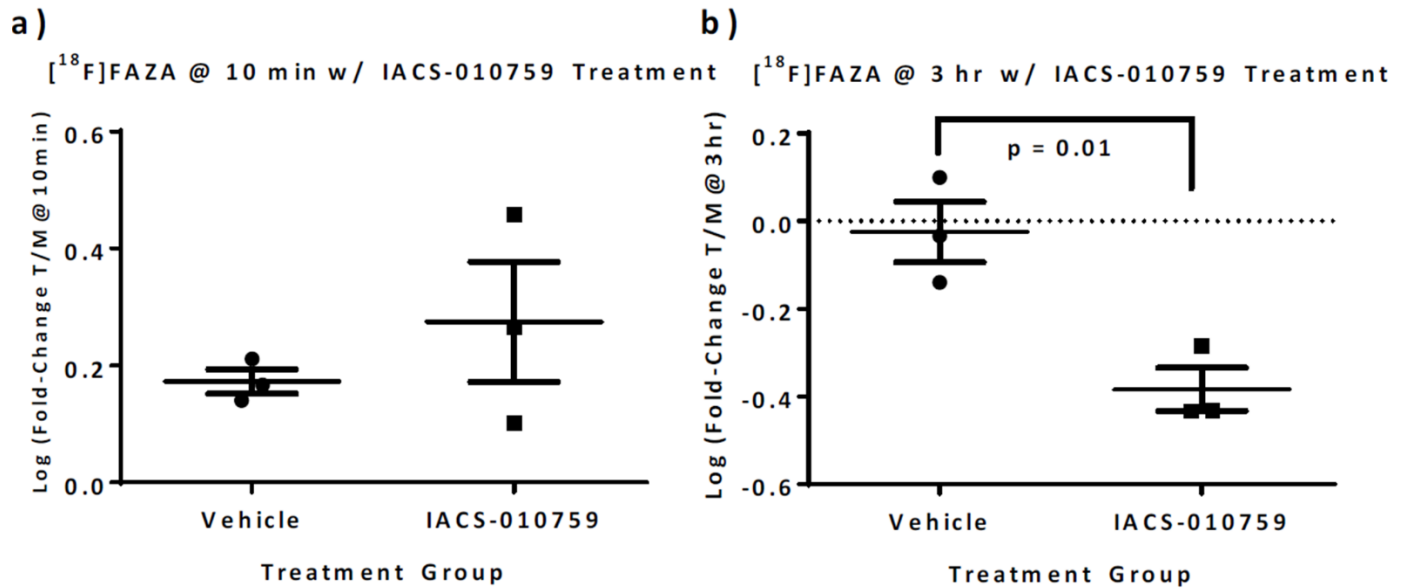 a)
[18F]FAZA @ 10 min w/ IACS-010759 Treatment
Log (Fold-Change T/M@10min)
0.6
0.4
0.2
0.0
Vehicle
IACS-010759
Treatment Group
b)
[18F]FAZA @ 3 hr w/ IACS-010759 Treatment
Log (Fold-Change T/M@3hr)
p = 0.01
0.2
0.0
-0.2
-0.4
-0.6
Vehicle
IACS-010759
Treatment Group